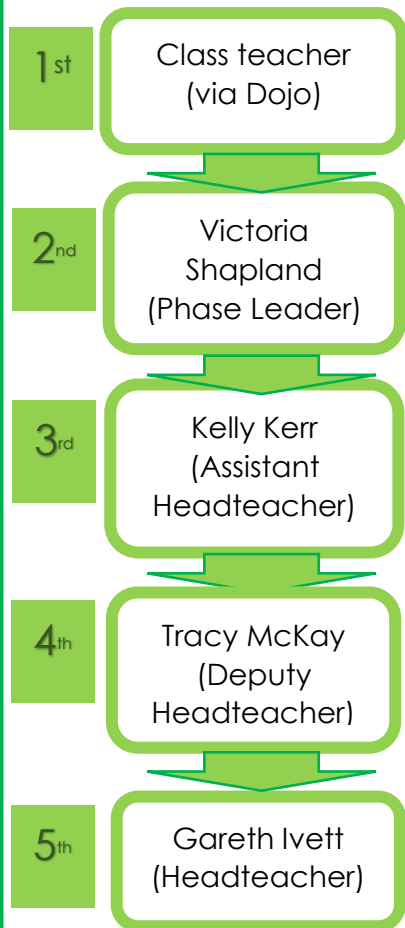 1st
Class teacher
(via Dojo)
2nd
Victoria
Shapland
(Phase Leader)
3rd
Kelly Kerr
(Assistant
Headteacher)
4th
Tracy McKay
(Deputy
Headteacher)
5th
Gareth Ivett
(Headteacher)